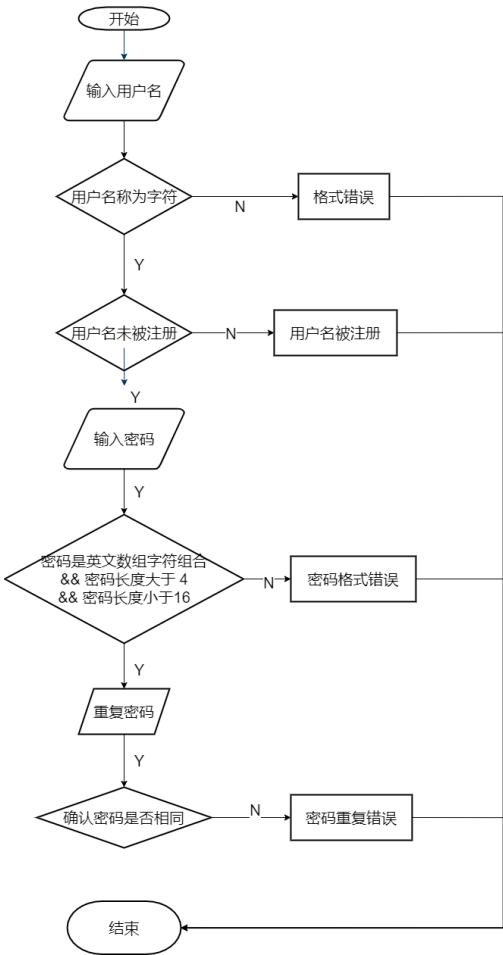 开始
输入用户名
用户名称为字符
N
格式错误
Y
用户名未被注册
N
用户名被注册
Y
输入密码
Y
密码是英文数组字符组合
&& 密码长度大于 4
&& 密码长度小于16
N
密码格式错误
Y
重复密码
Y
确认密码是否相同
N
密码重复错误
结束